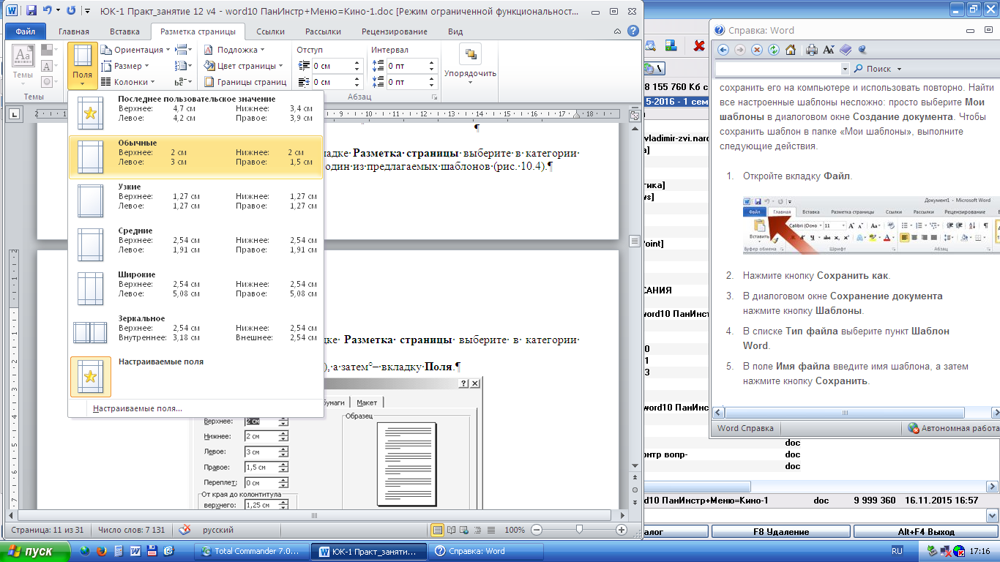 ЮК-1 Практ_занятие 12 v4 - word10 ПанИнстр+Меню=Кино-1.doc [Режим ограниченной функциональност...
Файл Главная Вставка Разметка страницы Ссылки Рассылки Рецензирование Вид
Темы
Темы
Поля
Ориентация
Размер
Колонки
Подложка
Цвет страницы
Границы страниц
Отступ
0 см
0 см
Интервал
0 пт
0 пт
Абзац
Упорядочить
Последнее пользовательское значение
Верхнее: 4,7 см Нижнее: 3,4 см
Левое: 4,2 см Правое: 3,9 см
Обычные
Верхнее: 2 см Нижнее: 2 см
Левое: 3 см Правое: 1,5 см
Узкие
Верхнее: 1,27 см Нижнее: 1,27 см
Левое: 1,27 см Правое: 1,27 см
Средние
Верхнее: 2,54 см Нижнее: 2,54 см
Левое: 1,91 см Правое: 1,91 см
Широкие
Верхнее: 2,54 см Нижнее: 2,54 см
Левое: 5,08 см Правое: 5,08 см
Зеркальное
Верхнее: 2,54 см Нижнее: 2,54 см
Внутреннее: 3,18 см Внешнее: 2,54 см
Настраиваемые поля
Настраиваемые поля...
9 10 11 12 13 14 15 16 17 18
кладке Разметка страницы выберите в категории
один из предлагаемых шаблонов (рис. 10.4).¶
дке Разметка страницы выберите в категории
), а затем°– вкладку Поля.¶
бумаги Макет
Верхнее: 2 см
Нижнее: 2 см
Левое: 3 см
Правое: 1,5 см
Переплет: 0 см
От края до колонтитула
верхнего: 1,25 см
Образец
Страница: 11 из 31 Число слов: 7 131 русский 100%
8 155 760 Кб с
5-2016 - 1 сем
vladimir-zvi.naro
а]
тика]
ws]
Point]
САНИЯ
word10 ПанИн
0
1
3
word10 ПанИнс
doc
онтр вопр- doc
doc
d10 ПанИнстр+Меню=Кино-1 doc 9 999 360 16.11.2015 16:57
алог F8 Удаление Alt+F4 Выход
Справка: Word
Поиск
сохранить его на компьютере и использовать повторно. Найти
все настроенные шаблоны несложно: просто выберите Мои
шаблоны в диалоговом окне Создание документа. Чтобы
сохранить шаблон в папке «Мои шаблоны», выполните
следующие действия.
1. Откройте вкладку Файл.
Документ1 - Microsoft Word
Файл Главная Вставка Разметка страницы Ссылки Рассылки Рецензирование
Вставить
Calibri (Осно 11
Буфер обмена Шрифт Абзац
2. Нажмите кнопку Сохранить как.
3. В диалоговом окне Сохранение документа
нажмите кнопку Шаблоны.
4. В списке Тип файла выберите пункт Шаблон
Word.
5. В поле Имя файла введите имя шаблона, а затем
нажмите кнопку Сохранить.
Word Справка Автономная работа
пуск Total Commander 7.0... ЮК-1 Практ_заняти... Справка: Word RU 17:16